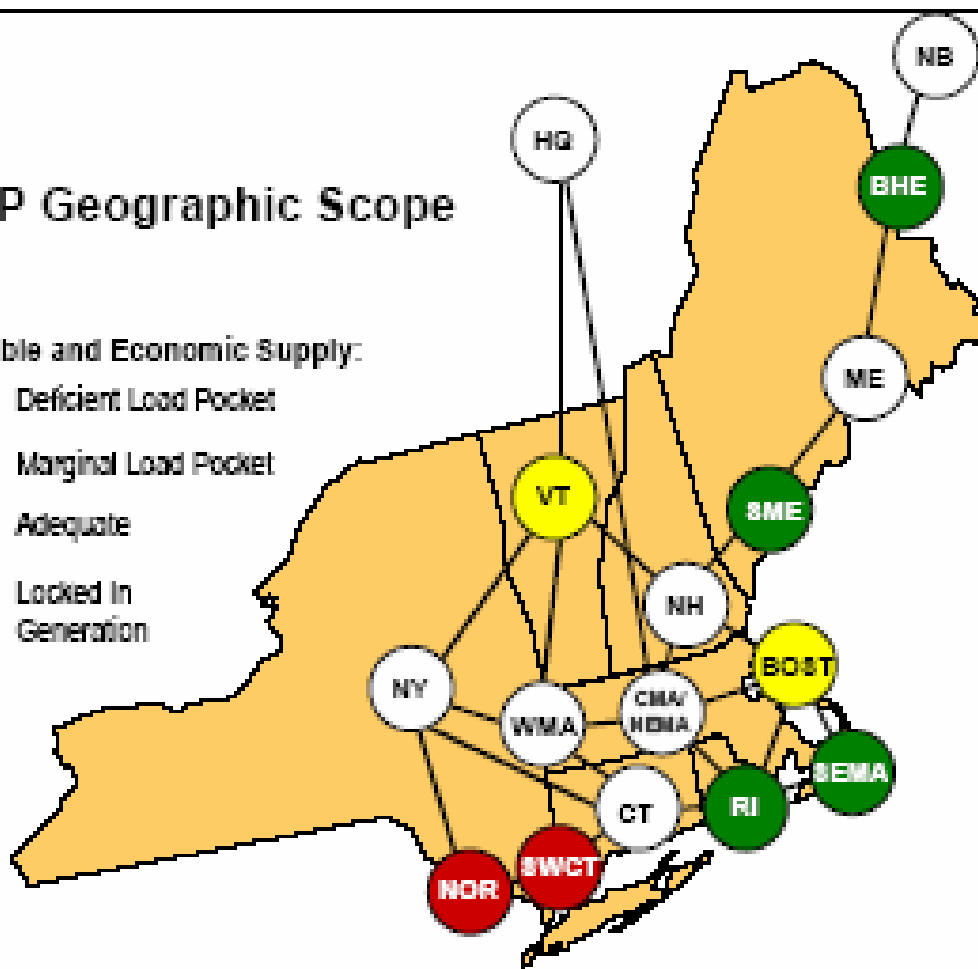 NB
HQ
BHE
P Geographic Scope
ble and Economic Supply:
ME
Deficient Load Pocket
Marginal Load Pocket
VT
SME
Adequate
Locked In
Generation
NH
BOST
NY
CMA/
NEMA
WMA
SEMA
RI
CT
SWCT
NOR